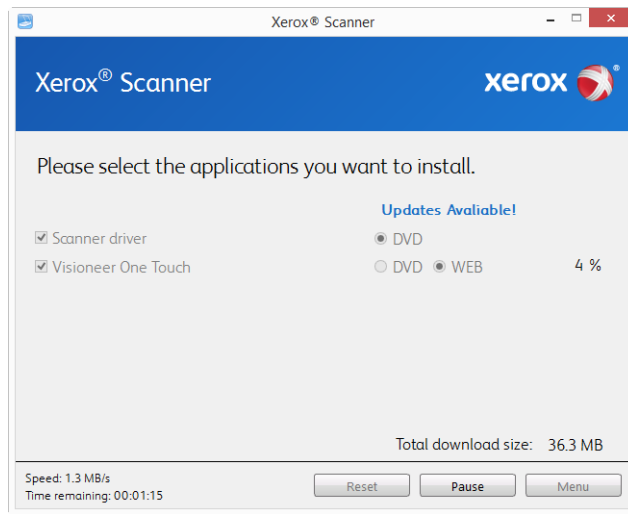 Xerox® Scanner
Xerox® Scanner
xerox®
Please select the applications you want to install.
Updates Avaliable!
Scanner driver DVD
Visioneer One Touch DVD WEB 4 %
Total download size: 36.3 MB
Speed: 1.3 MB/s
Time remaining: 00:01:15
Reset Pause Menu